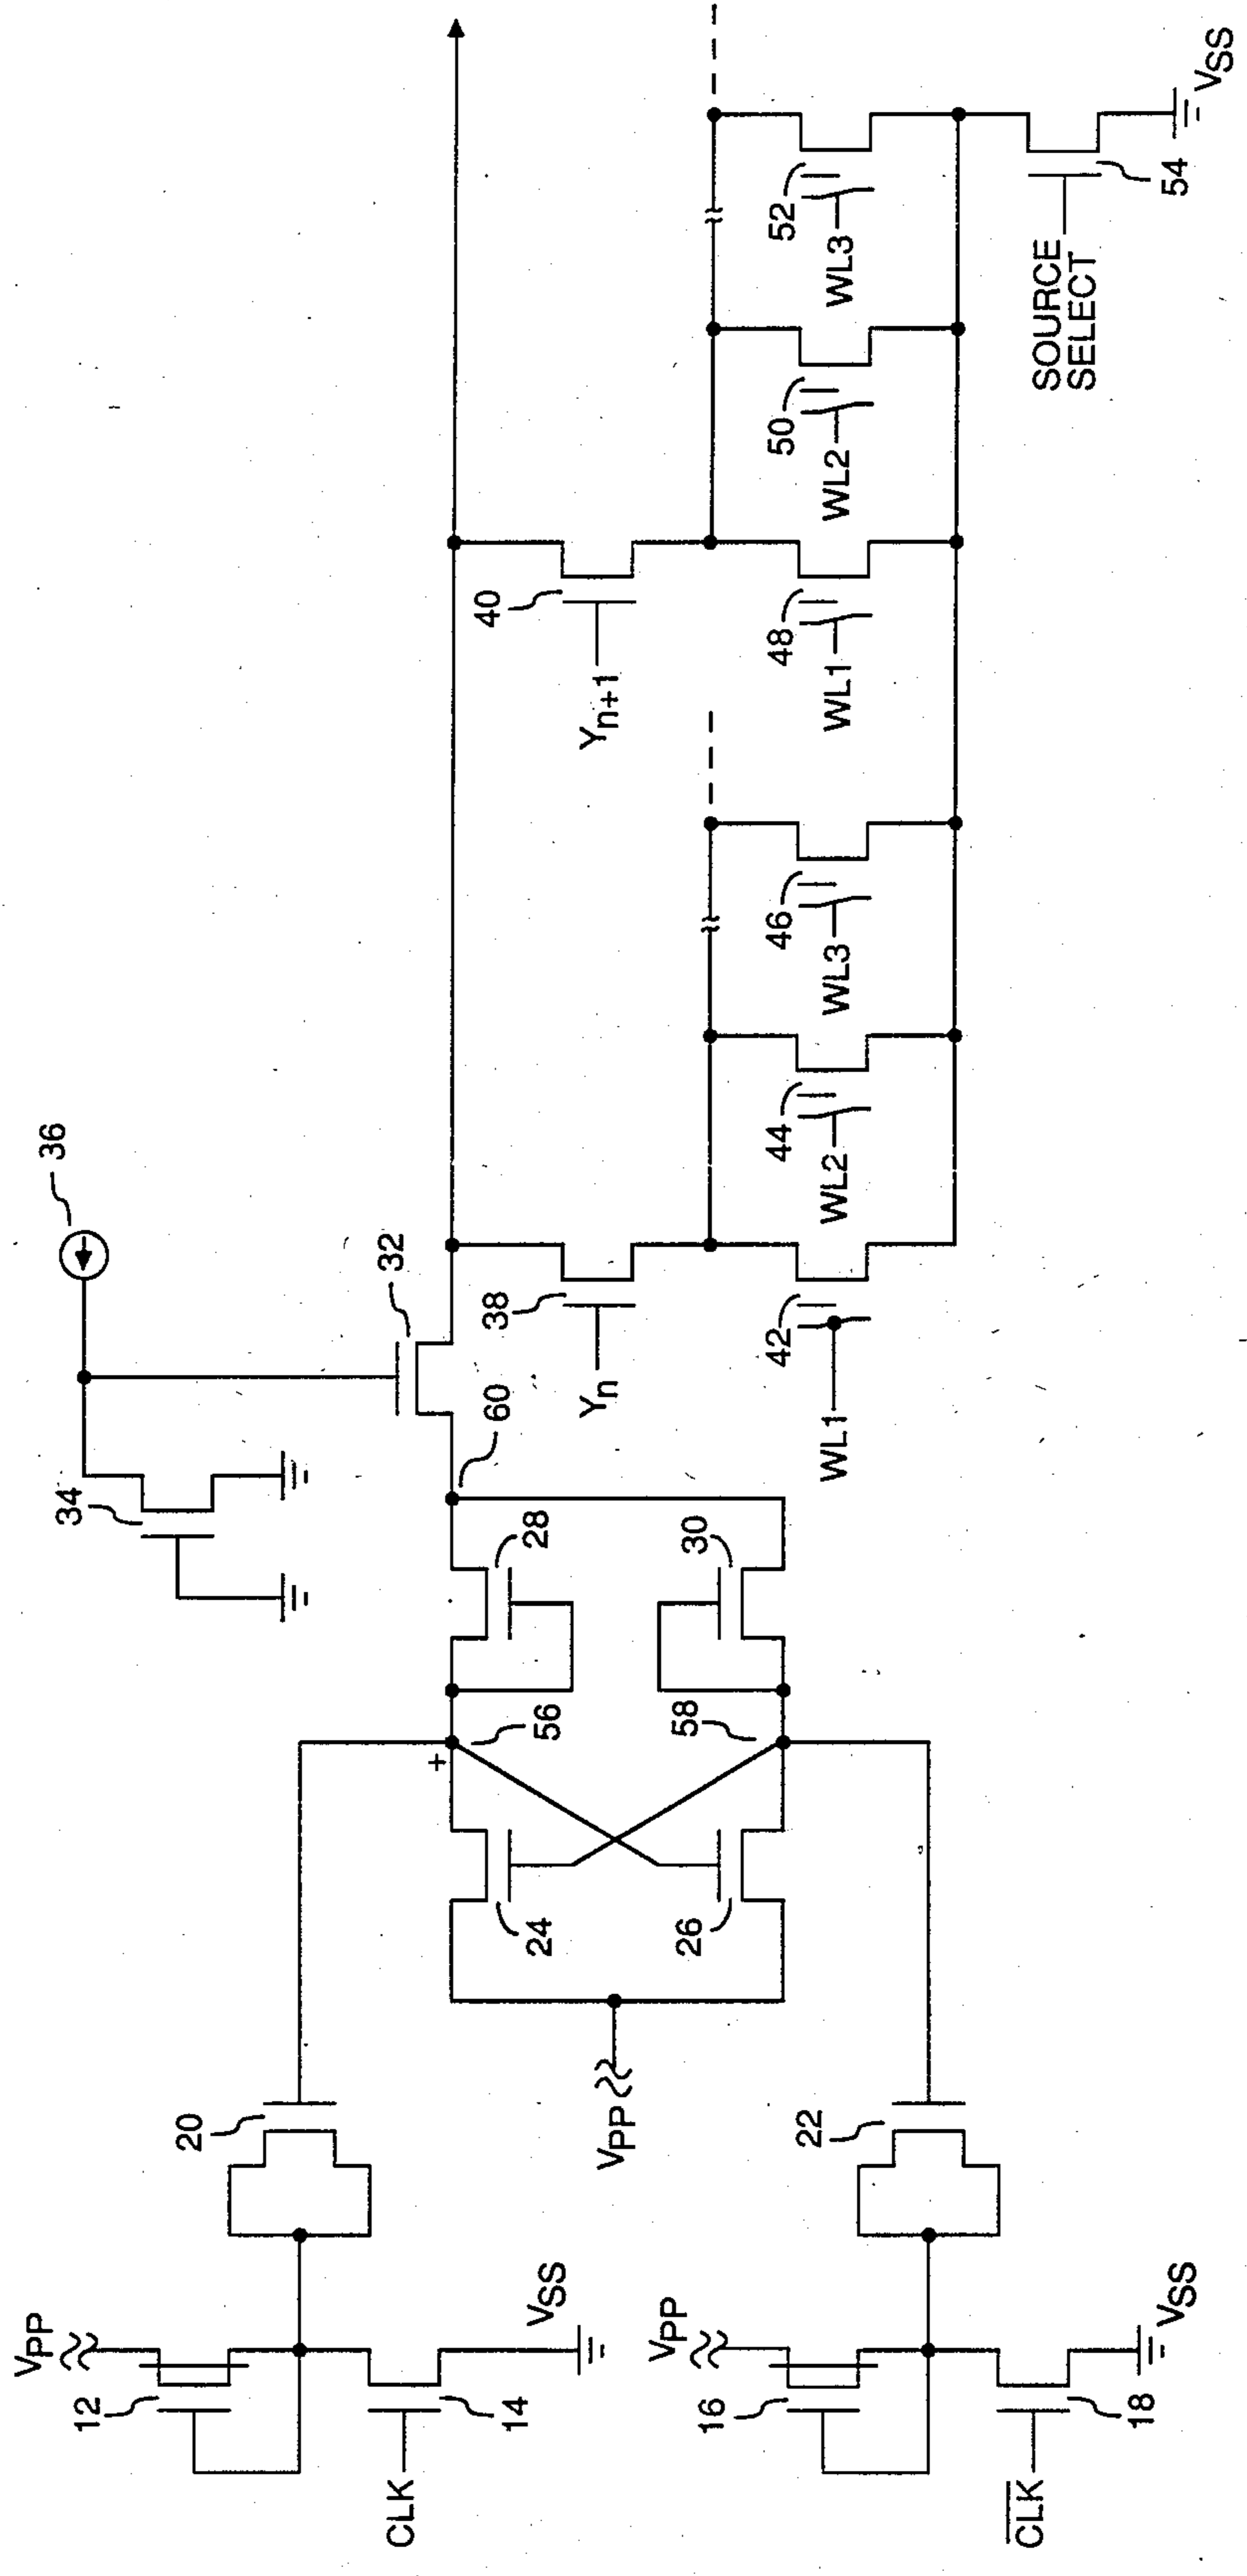 36
34
32
VPP
12
CLK
14
VSS
20
VPP
24
26
+
56
58
28
30
60
VPP
16
CLK
18
VSS
22
Yn
38
WL1
42
WL2
44
WL3
46
Yn+1
40
WL1
48
WL2
50
WL3
52
SOURCE
SELECT
54
VSS